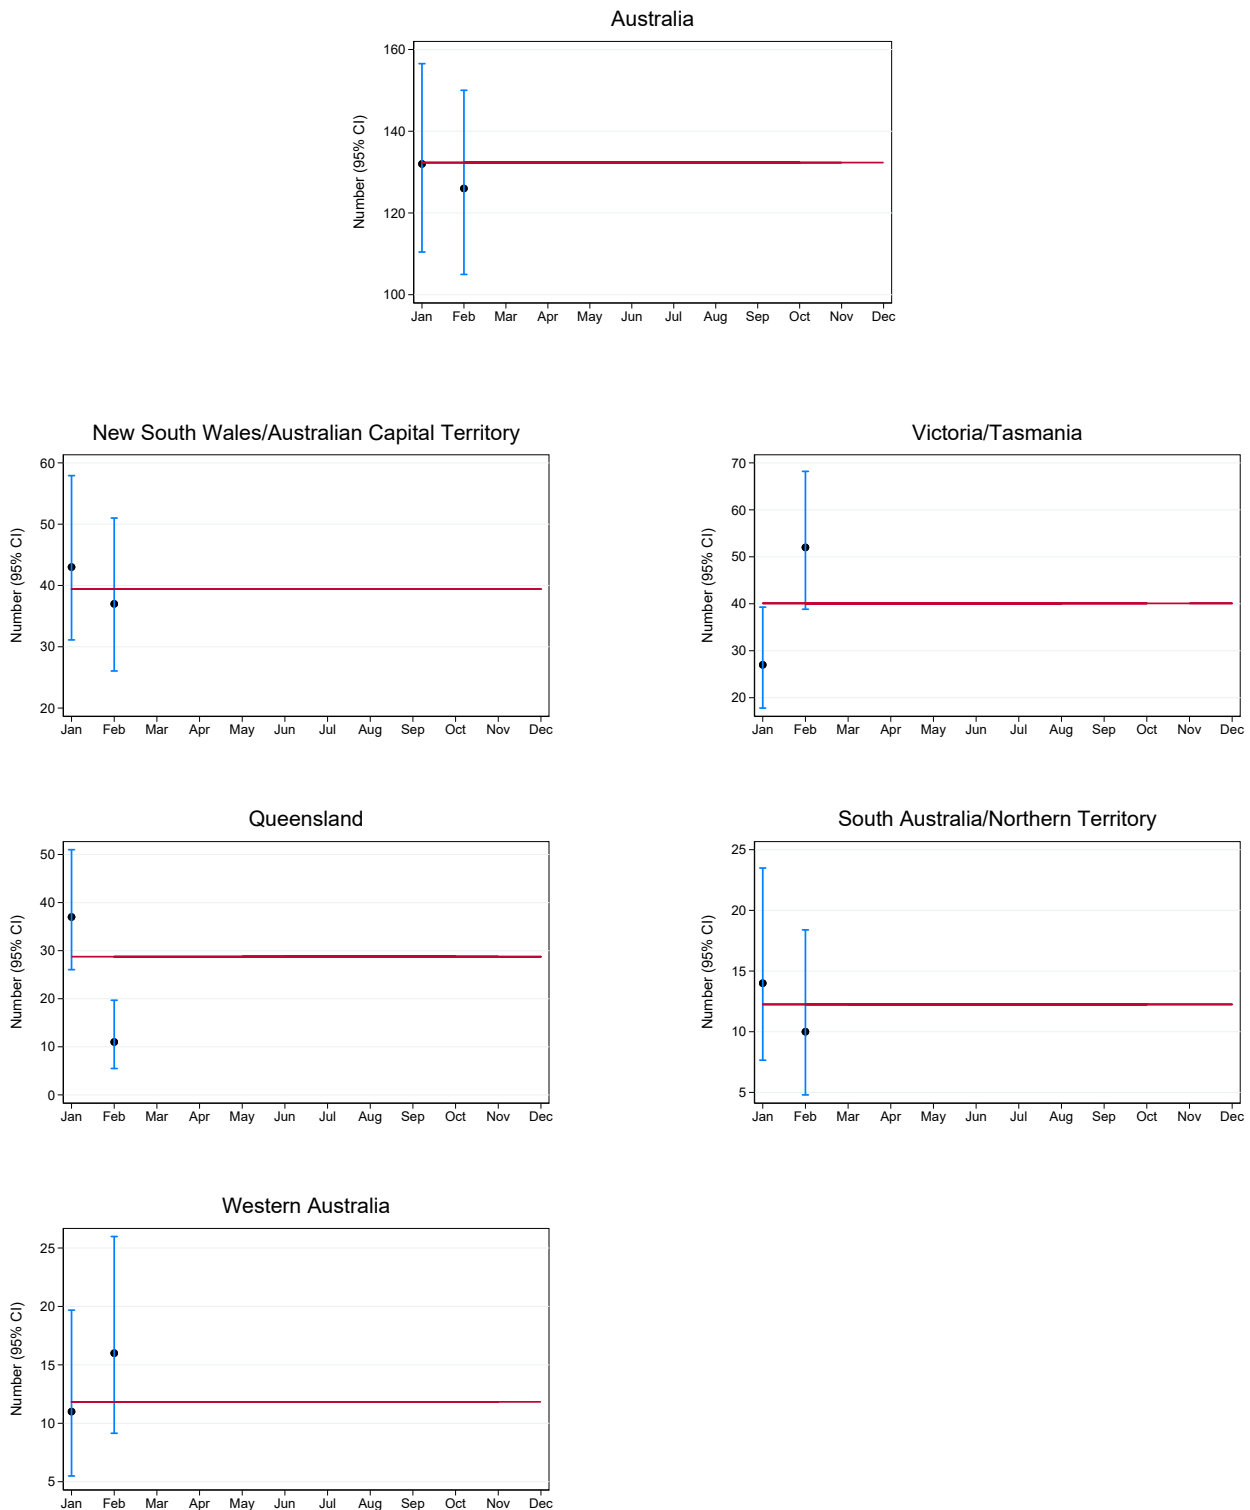 Australia
Number (95% CI)
160
140
120
100
Jan Feb Mar Apr May Jun Jul Aug Sep Oct Nov Dec
New South Wales/Australian Capital Territory
Number (95% CI)
60
50
40
30
20
Jan Feb Mar Apr May Jun Jul Aug Sep Oct Nov Dec
Victoria/Tasmania
Number (95% CI)
70
60
50
40
30
20
Jan Feb Mar Apr May Jun Jul Aug Sep Oct Nov Dec
Queensland
Number (95% CI)
50
40
30
20
10
0
Jan Feb Mar Apr May Jun Jul Aug Sep Oct Nov Dec
South Australia/Northern Territory
Number (95% CI)
25
20
15
10
5
Jan Feb Mar Apr May Jun Jul Aug Sep Oct Nov Dec
Western Australia
Number (95% CI)
25
20
15
10
5
Jan Feb Mar Apr May Jun Jul Aug Sep Oct Nov Dec